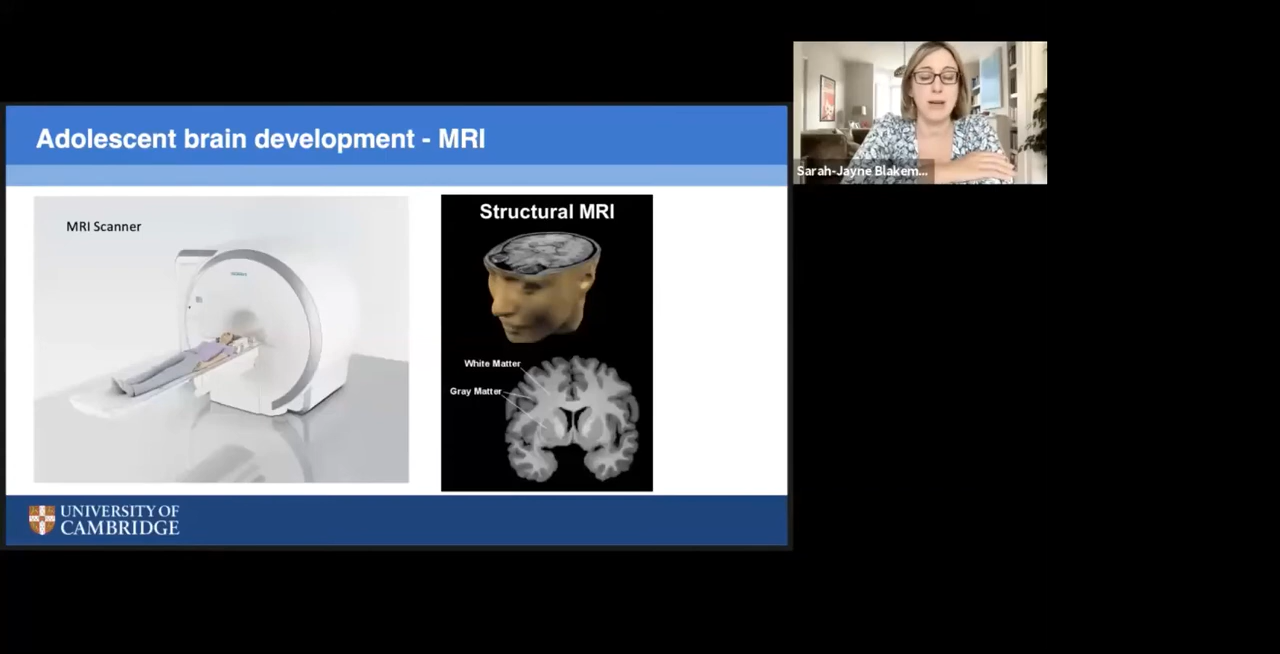 Adolescent brain development - MRI
MRI Scanner
Structural MRI
White Matter
Gray Matter
UNIVERSITY OF
CAMBRIDGE
Sarah-Jayne Blakem...